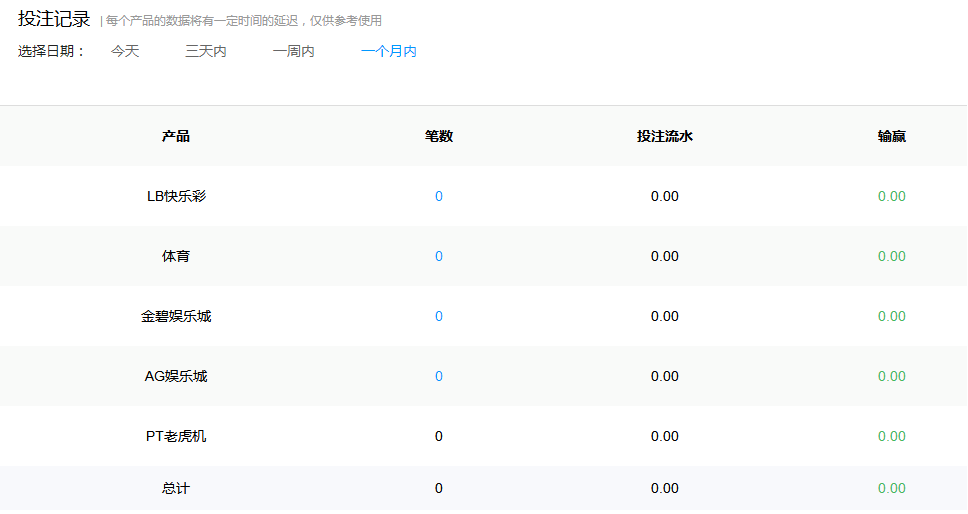 投注记录 | 每个产品的数据将有一定时间的延迟，仅供参考使用
选择日期： 今天 三天内 一周内 一个月内
产品 笔数 投注流水 输赢
LB快乐彩 0 0.00 0.00
体育 0 0.00 0.00
金碧娱乐城 0 0.00 0.00
AG娱乐城 0 0.00 0.00
PT老虎机 0 0.00 0.00
总计 0 0.00 0.00